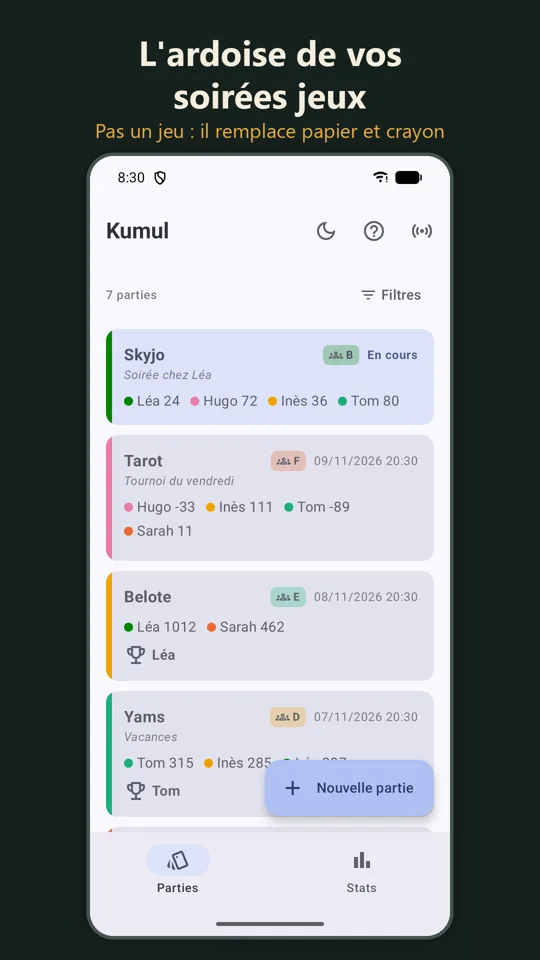 L'ardoise de vos
soirées jeux
Pas un jeu : il remplace papier et crayon
8:30
Kumul
7 parties
Filtres
Skyjo
B
En cours
Soirée chez Léa
Léa 24
Hugo 72
Inès 36
Tom 80
Tarot
F
09/11/2026 20:30
Tournoi du vendredi
Hugo -33
Inès 111
Tom -89
Sarah 11
Belote
E
08/11/2026 20:30
Léa 1012
Sarah 462
Léa
Yams
D
07/11/2026 20:30
Vacances
Tom 315
Inès 285
Tom
Nouvelle partie
Parties
Stats